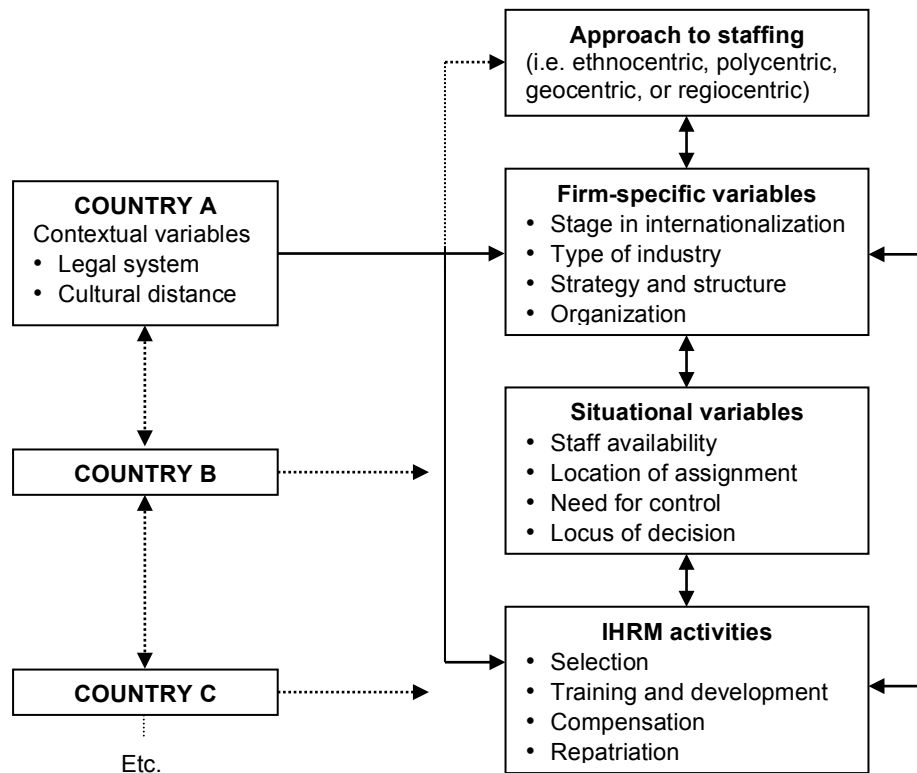 Approach to staffing
(i.e. ethnocentric, polycentric,
geocentric, or regiocentric)
COUNTRY A
Contextual variables
• Legal system
• Cultural distance
Firm-specific variables
• Stage in internationalization
• Type of industry
• Strategy and structure
• Organization
COUNTRY B
Situational variables
• Staff availability
• Location of assignment
• Need for control
• Locus of decision
COUNTRY C
Etc.
IHRM activities
• Selection
• Training and development
• Compensation
• Repatriation